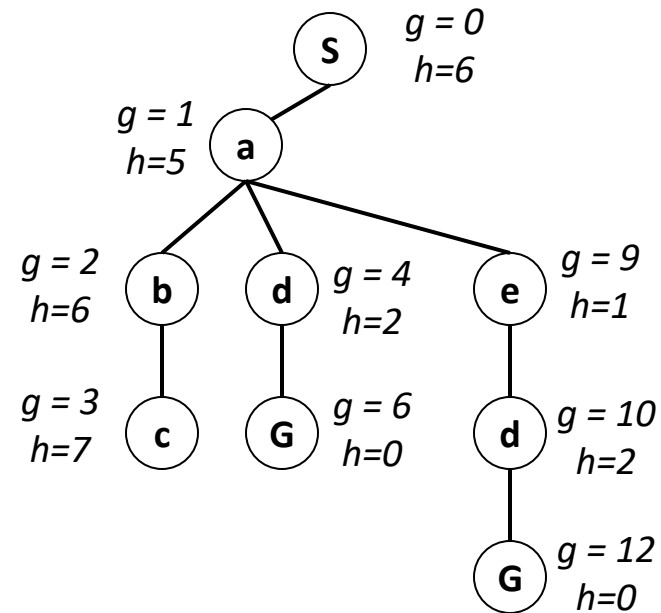 S
g = 0
h=6
g = 1
h=5
a
g = 2
h=6
b
d
g = 4
h=2
e
g = 9
h=1
g = 3
h=7
c
G
g = 6
h=0
d
g = 10
h=2
G
g = 12
h=0